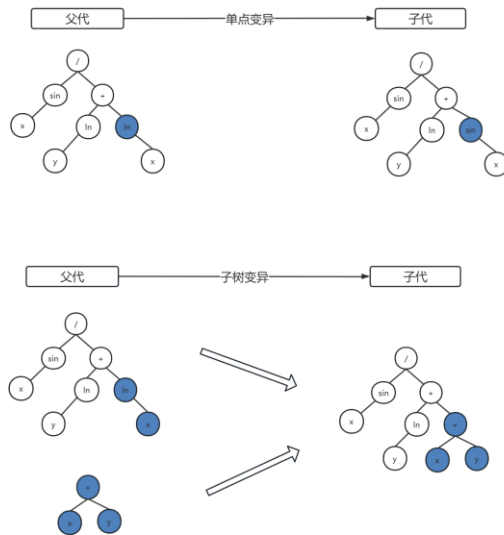 父代 单点变异 子代
/ /
sin + sin +
x ln ln x ln sin
y x y x
父代 子树变异 子代
/
sin + /
x ln ln sin +
y x x ln +
y x y
+
x y